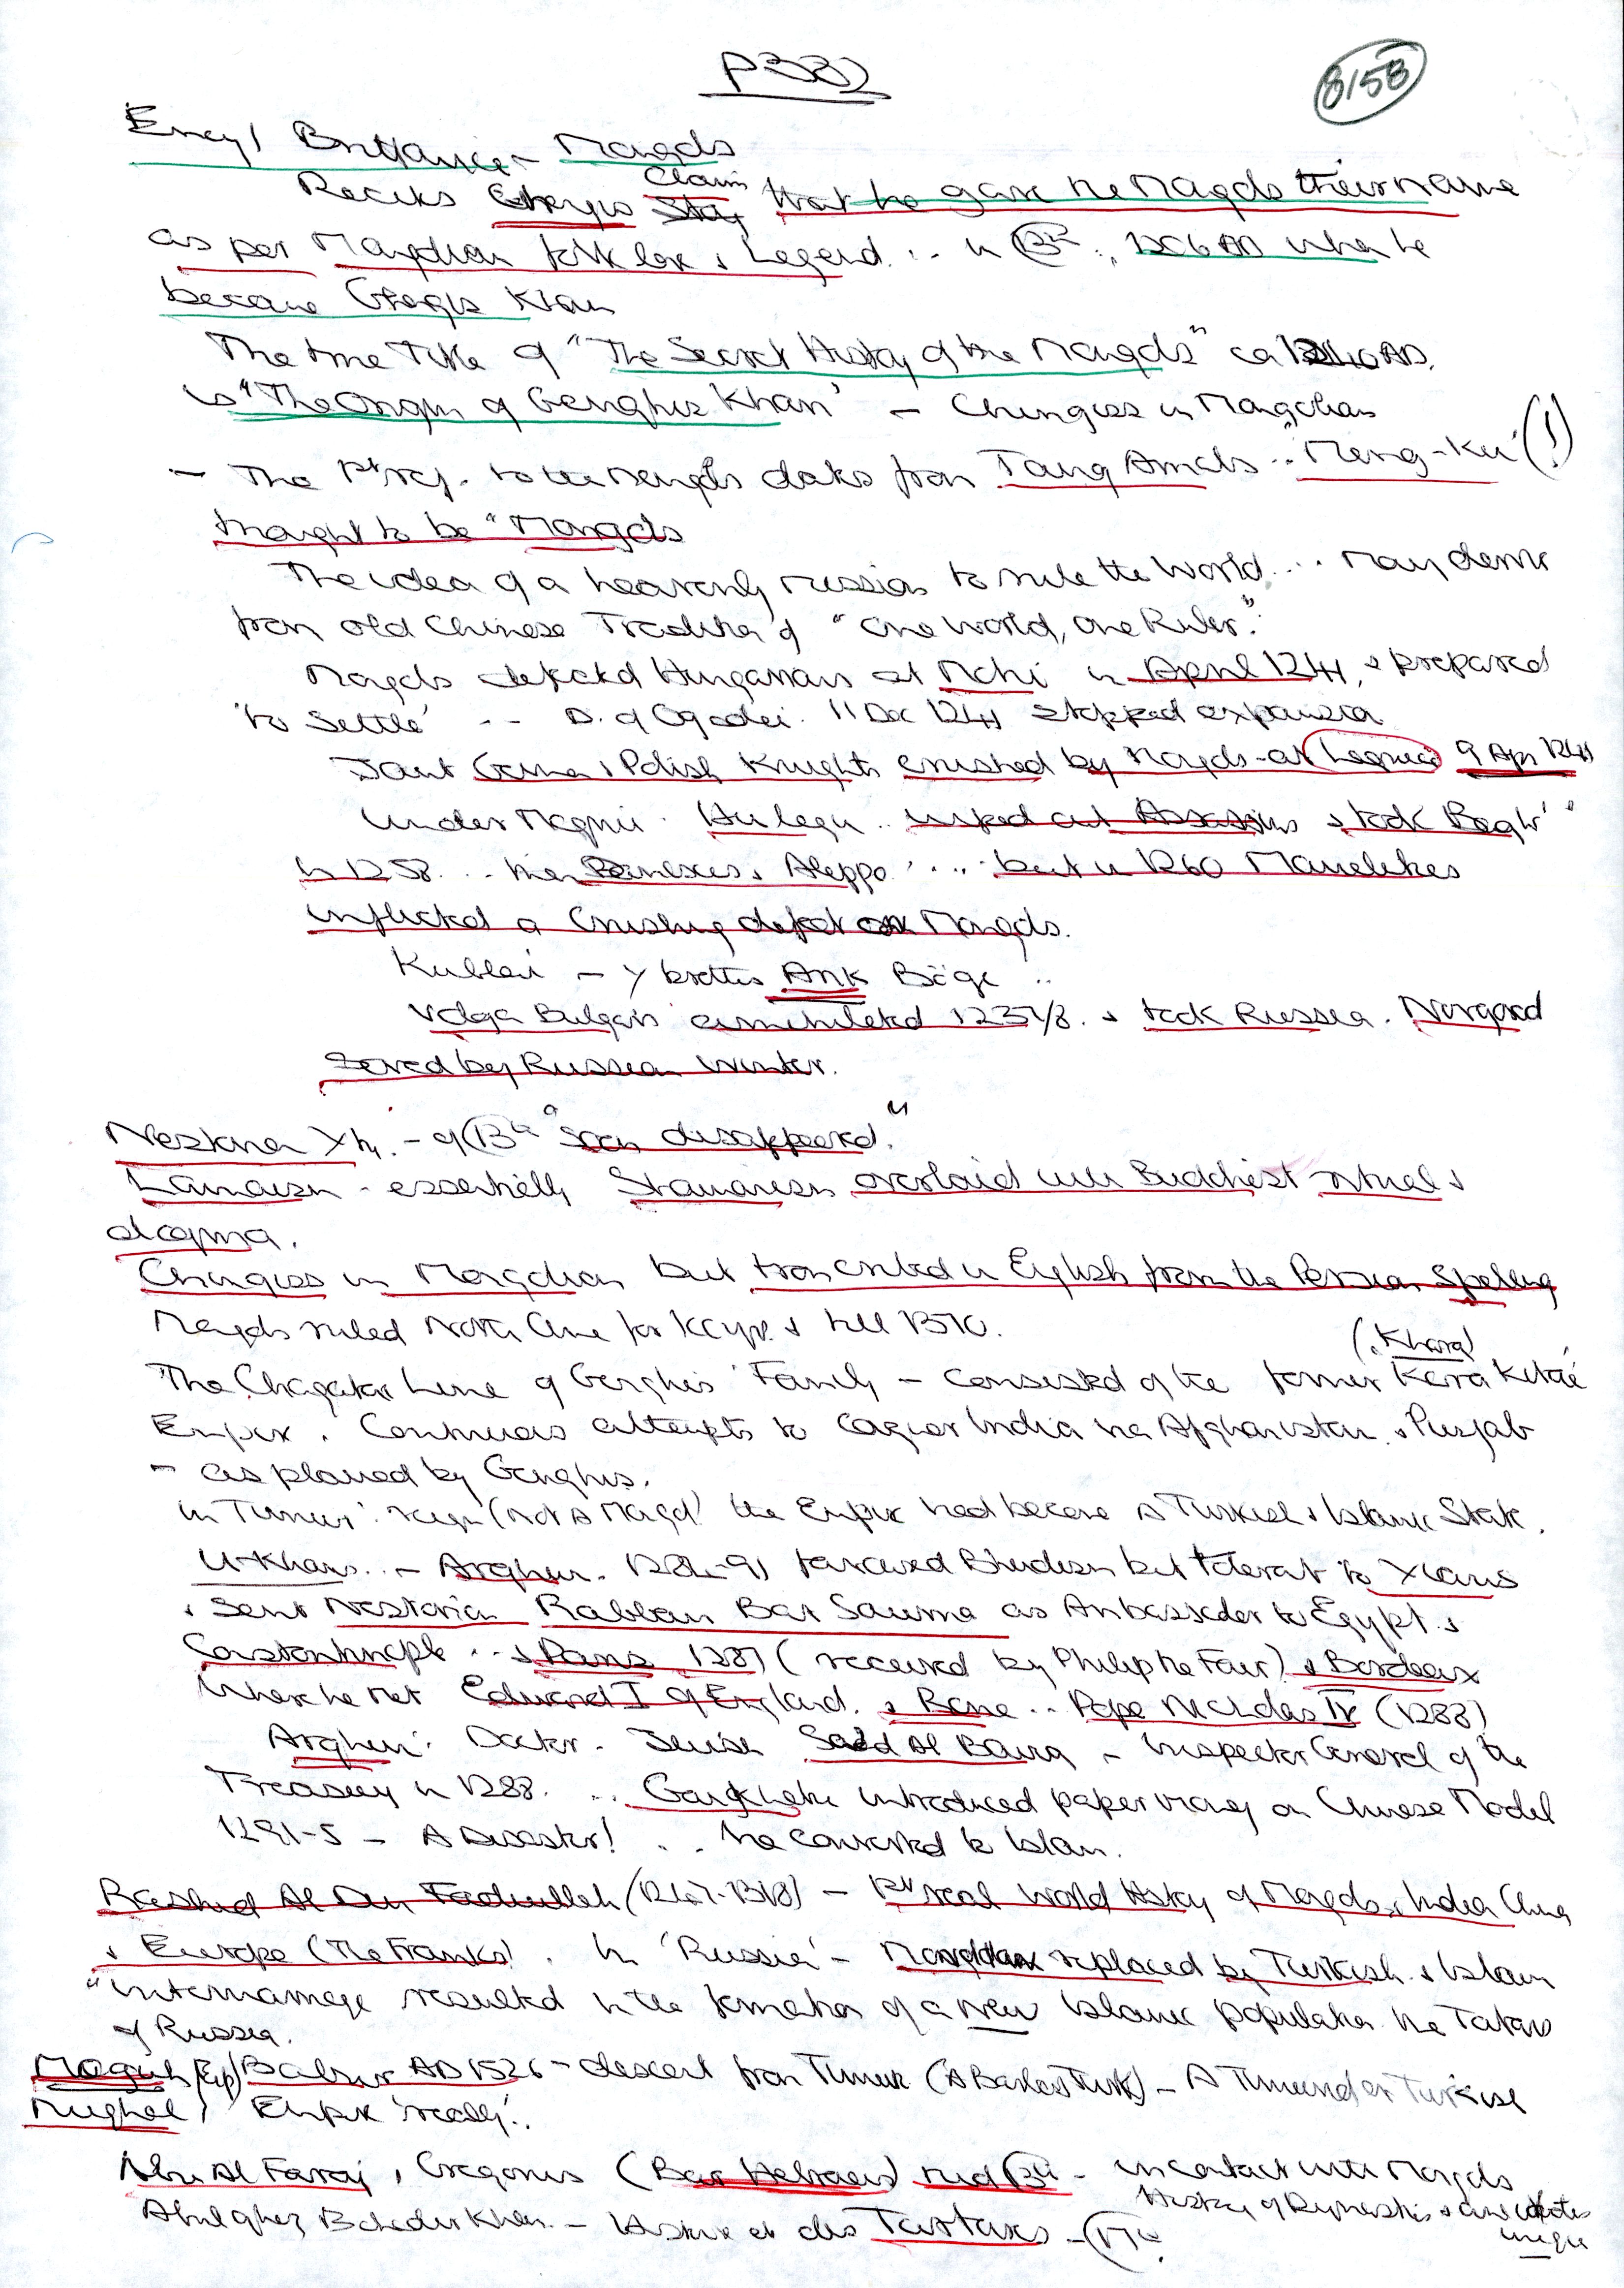 P332
8158
Encyl Brittanica - Mongols
Claim
Genghis that he gave the Mongols their name
as per Mongolian folk lore & Legend. .. in 13th, 1206 AD when he
became Genghis Khan
The true Title of "The Secret History of the Mongols" ca 1240 AD.
is "The Origin of Genghis Khan" - Chingiss in Mongolian
- The 1st ref. to the Mongols dates from Tang Annals .. "Meng-Ku" (!)
thought to be "Mongols
The idea of a heavenly mission to rule the World ... may derive
from old Chinese Tradition of "One World, One Ruler."
Mongols defeated Hungarians at Mohi in April 1241, & prepared
'to Settle' .. D. of Ogodei. 11 Dec 1241 stopped expansion
Joint German & Polish Knights crushed by Mongols - at Legnica 9 Apr 1241
Under Hulegu .. wiped out Assassins & took
in 1258 .. then Damascus & Aleppo .... but in 1260 Mamelukes
inflicted a crushing defeat on Mongols.
Kublai - y brother Arik Böge ..
Volga Bulgars annihilated 1237/8. & took Russia. Novgorod
saved by Russian Winter.
Nestorian Xty. - of 13th "soon disappeared."
Lamaism - essentially Shamanism overlaid with Buddhist ritual &
dogma.
Chingiss in Mongolian but transcribed in English from the Persian Spelling
Mongols ruled North China for & till 1370.
(Khara)
The Chagatai Line of Genghis' Family - consisted of the former Kara Kitai
Empire. Continuous attempts to conquer India via Afghanistan & Punjab
- as planned by Genghis.
In Timur's reign (not a Mongol) the Empire had become a Turkish & Islamic State.
Il-Khans .. - Arghun. 1284-91 favoured Bhudism but tolerant to Xians
& sent Nestorian Rabban Bar Sauma as Ambassador to Egypt &
Constantinople ... & Paris 1287 (received by Philip the Fair) & Bordeaux
where he met Edward I of England. & Rome .. Pope Nicholas IV (1288)
Arghun's Doctor. Jewish Sa'd Al Dawla - Inspector General of the
Treasury in 1288. .. introduced paper money on Chinese Model
1291-5 - A Disaster! .. he converted to Islam.
Rashid Al Din Fadlullah (1247-1318) - 1st real World History of Mongols, India China
& Europe (The Franks). In 'Russia' - Mongolian replaced by Turkish & Islam
"intermarriage resulted in the formation of a new Islamic population the Tatars
of Russia.
Moguls (Esp) Babur AD 1526 - descent from Timur (A Barlas Turk) - A Timurid or Turkish
Mughal, Empire 'really'.
Abu Al Faraj, Gregorius (Bar Hebraeus) mid 13th - in contact with Mongols
History of Dynasties & anecdotes
Abul ghazi Bahadur Khan - Histoire et des Tartares - (17th